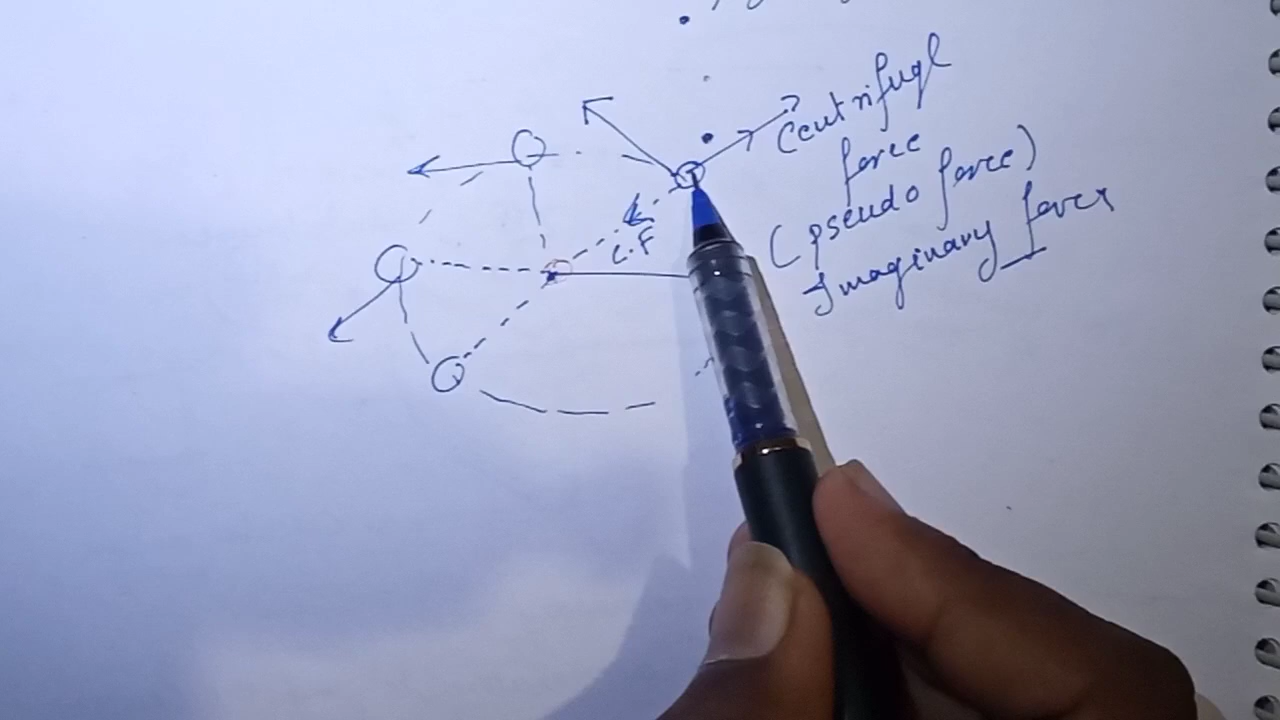 Centrifugl
force
(pseudo force)
Imaginary force
C.F